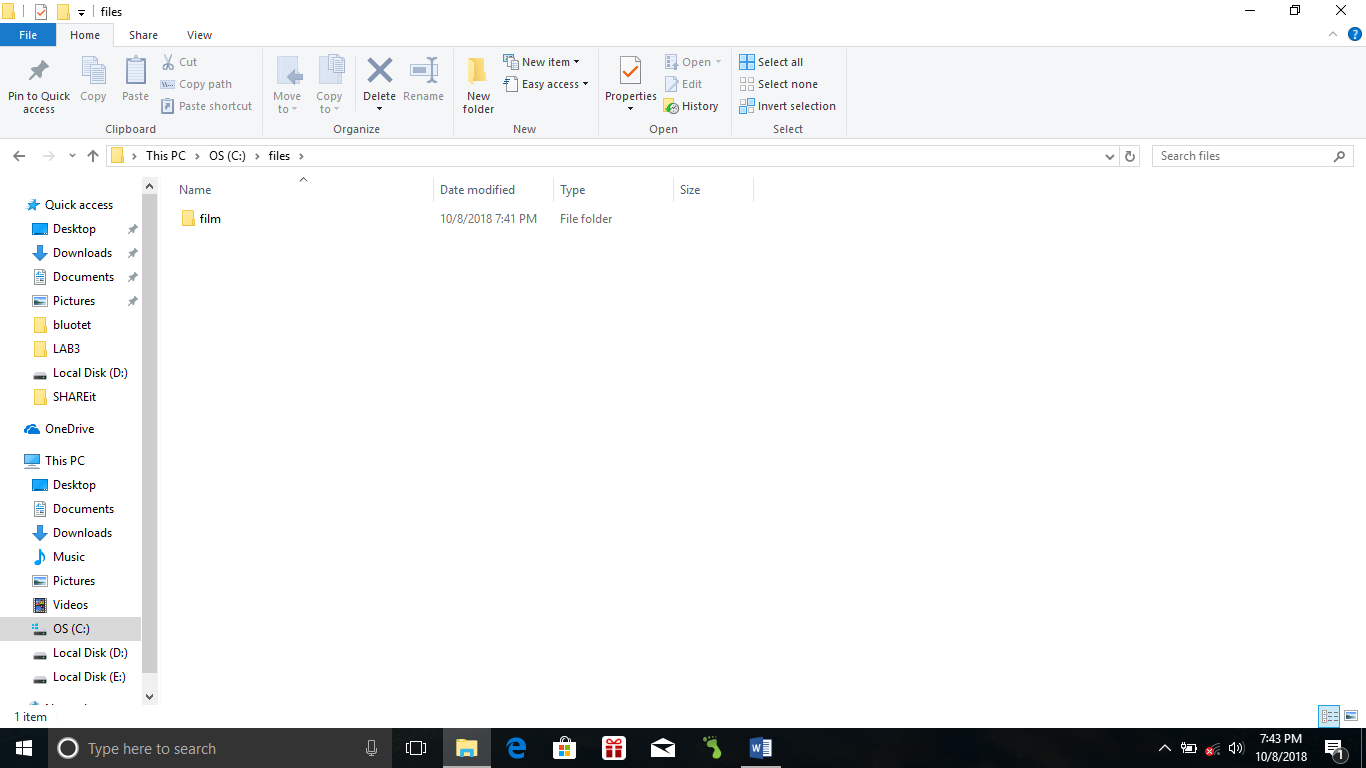 files
File Home Share View
Pin to Quick access
Copy
Paste
Cut
Copy path
Paste shortcut
Clipboard
Move to
Copy to
Delete
Rename
Organize
New folder
New item
Easy access
New
Properties
Open
Edit
History
Open
Select all
Select none
Invert selection
Select
This PC > OS (C:) > files >
Search files
Name Date modified Type Size
film 10/8/2018 7:41 PM File folder
Quick access
Desktop
Downloads
Documents
Pictures
bluotet
LAB3
Local Disk (D:)
SHAREit
OneDrive
This PC
Desktop
Documents
Downloads
Music
Pictures
Videos
OS (C:)
Local Disk (D:)
Local Disk (E:)
1 item
Type here to search
7:43 PM
10/8/2018
1